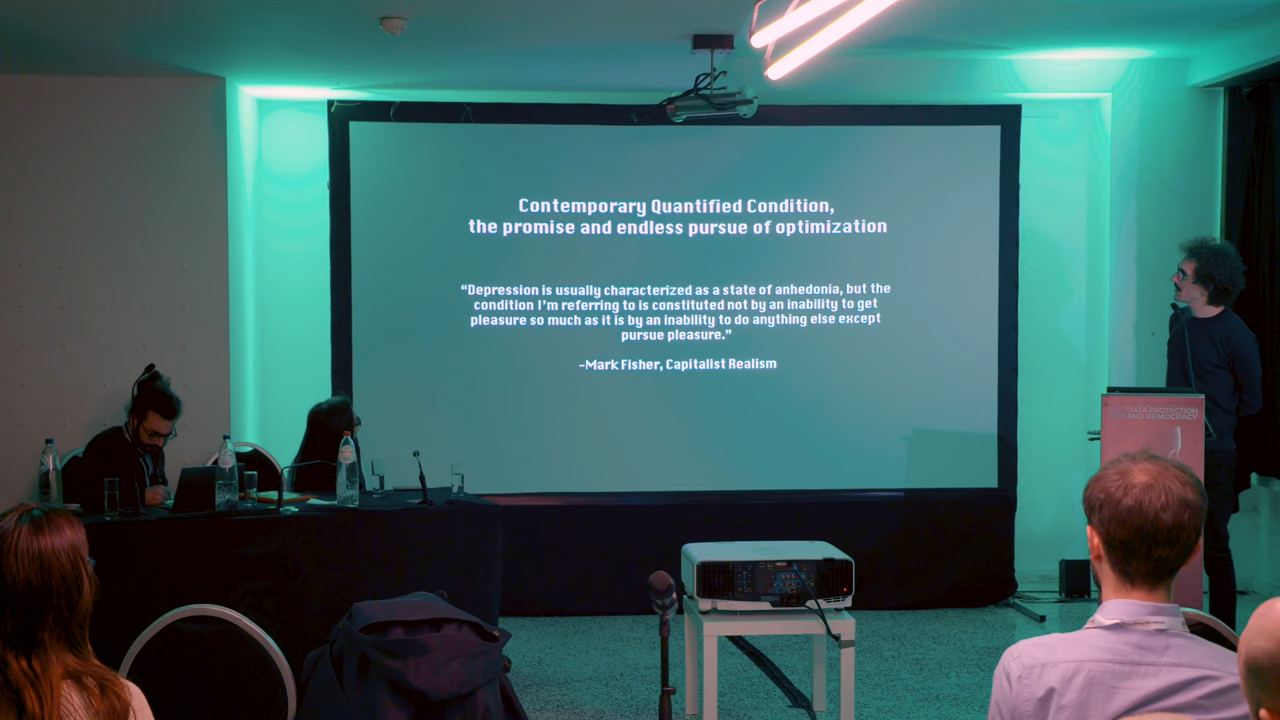 Contemporary Quantified Condition,
the promise and endless pursue of optimization
“Depression is usually characterized as a state of anhedonia, but the
condition I'm referring to is constituted not by an inability to get
pleasure so much as it is by an inability to do anything else except
pursue pleasure.”
-Mark Fisher, Capitalist Realism
DATA PROTECTION
AND DEMOCRACY